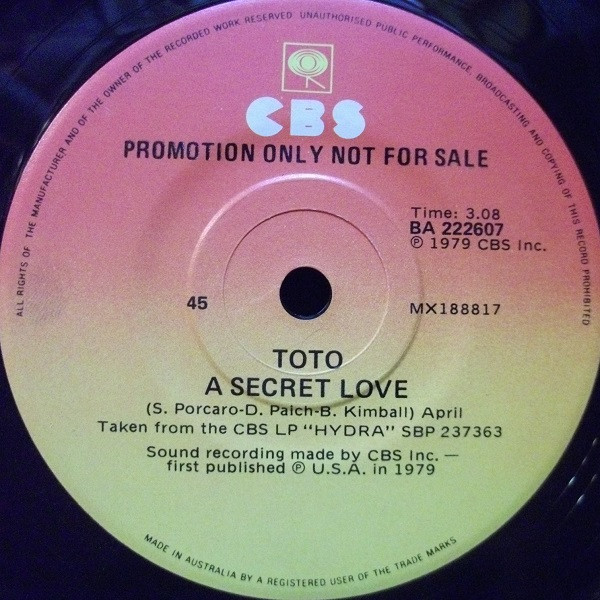 ALL RIGHTS OF THE MANUFACTURER AND OF THE OWNER OF THE RECORDED WORK RESERVED UNAUTHORISED PUBLIC PERFORMANCE, BROADCASTING AND COPYING OF THIS RECORD PROHIBITED
CBS
PROMOTION ONLY NOT FOR SALE
Time: 3.08
BA 222607
℗ 1979 CBS Inc.
45
MX188817
TOTO
A SECRET LOVE
(S. Porcaro-D. Paich-B. Kimball) April
Taken from the CBS LP "HYDRA" SBP 237363
Sound recording made by CBS Inc. —
first published ℗ U.S.A. in 1979
MADE IN AUSTRALIA BY A REGISTERED USER OF THE TRADE MARKS